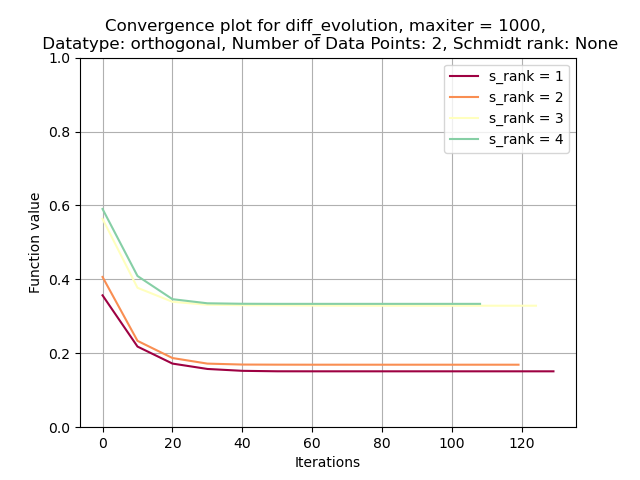 Convergence plot for diff_evolution, maxiter = 1000,
Datatype: orthogonal, Number of Data Points: 2, Schmidt rank: None
s_rank = 1
s_rank = 2
s_rank = 3
s_rank = 4
Function value
1.0
0.8
0.6
0.4
0.2
0.0
0 20 40 60 80 100 120
Iterations